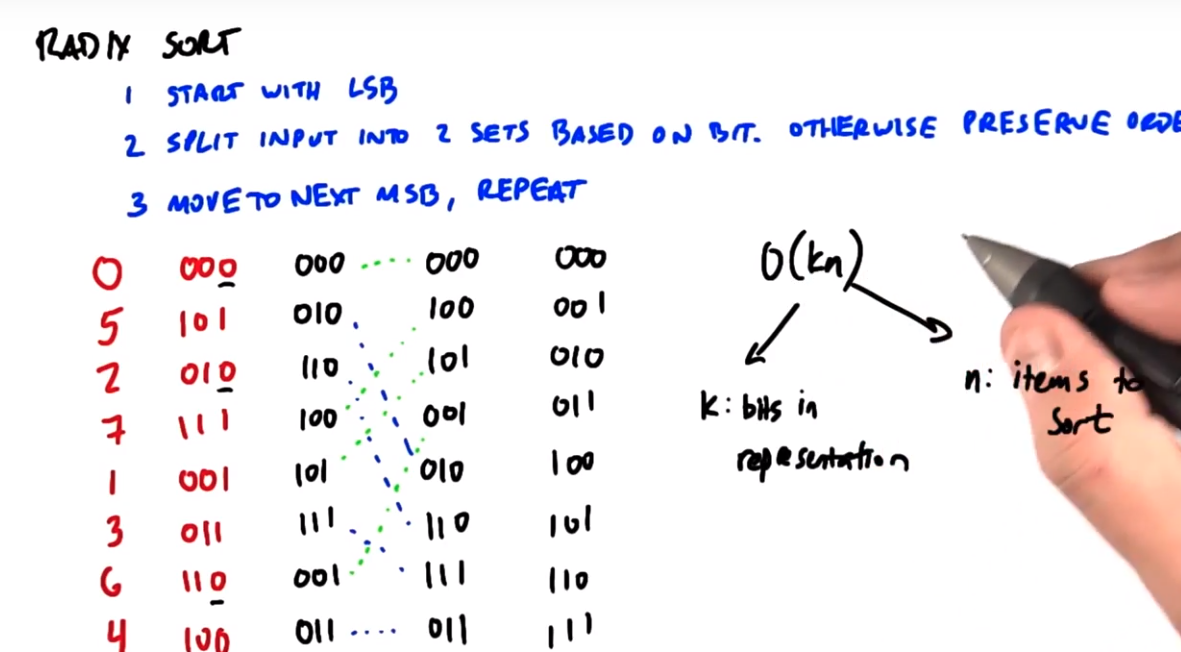 RADIX SORT
1 START WITH LSB
2 SPLIT INPUT INTO 2 SETS BASED ON BIT. OTHERWISE PRESERVE ORDE
3 MOVE TO NEXT MSB, REPEAT
0 000 000 000 000
5 101 010 100 001
2 010 110 101 010
7 111 100 001 011
1 001 101 010 100
3 011 111 110 101
6 110 001 111 110
4 100 011 011 111
O(kn)
k: bits in
representation
n: items to
sort